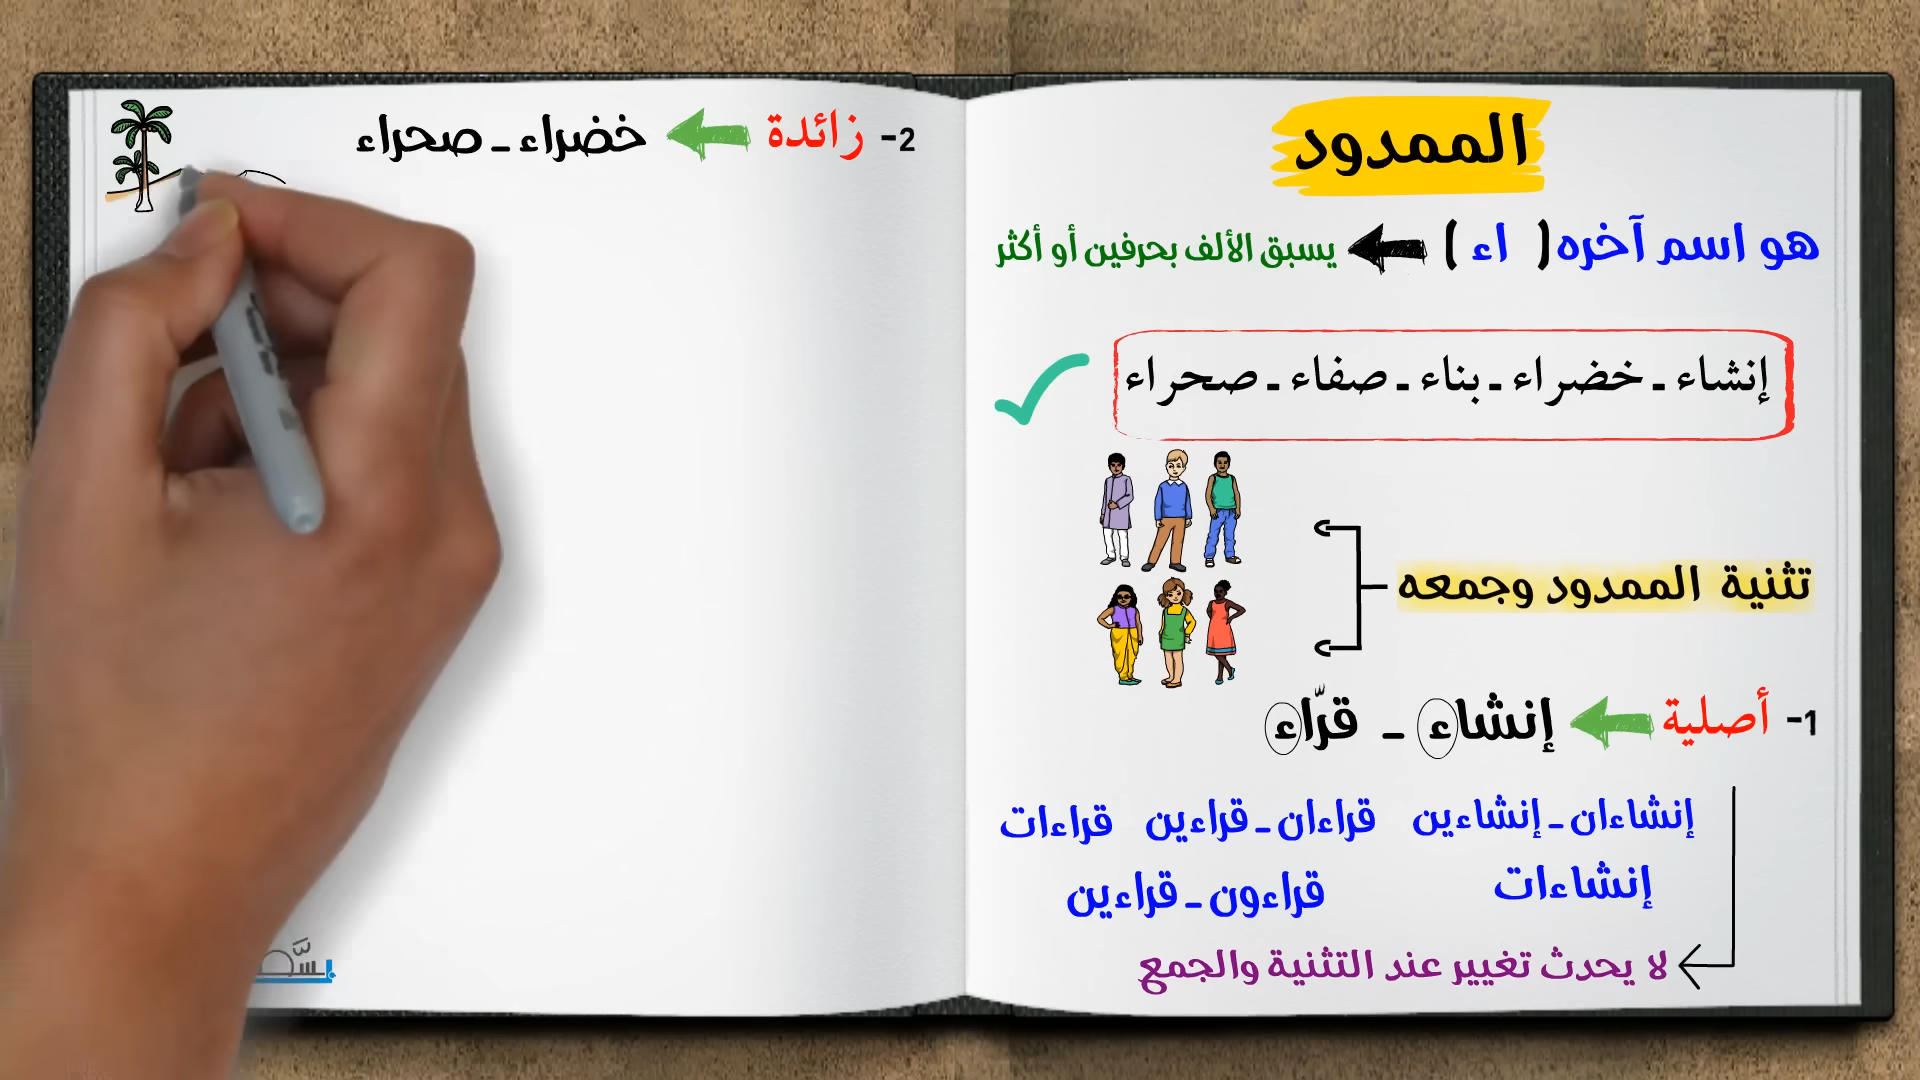 الممدود
هو اسم آخره ( اء ) يسبق الألف بحرفين أو أكثر
إنشاء - خضراء - بناء - صفاء - صحراء
تثنية الممدود وجمعه
1- أصلية إنشاء - قرّاء
إنشاءان - إنشاءين قراءان - قراءين قراءات
إنشاءات قراءون - قراءين
لا يحدث تغيير عند التثنية والجمع
2- زائدة خضراء - صحراء